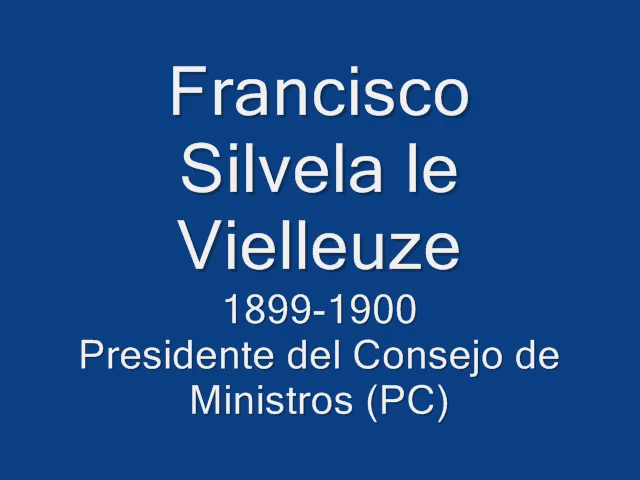 Francisco
Silvela le
Vielleuze
1899-1900
Presidente del Consejo de
Ministros (PC)